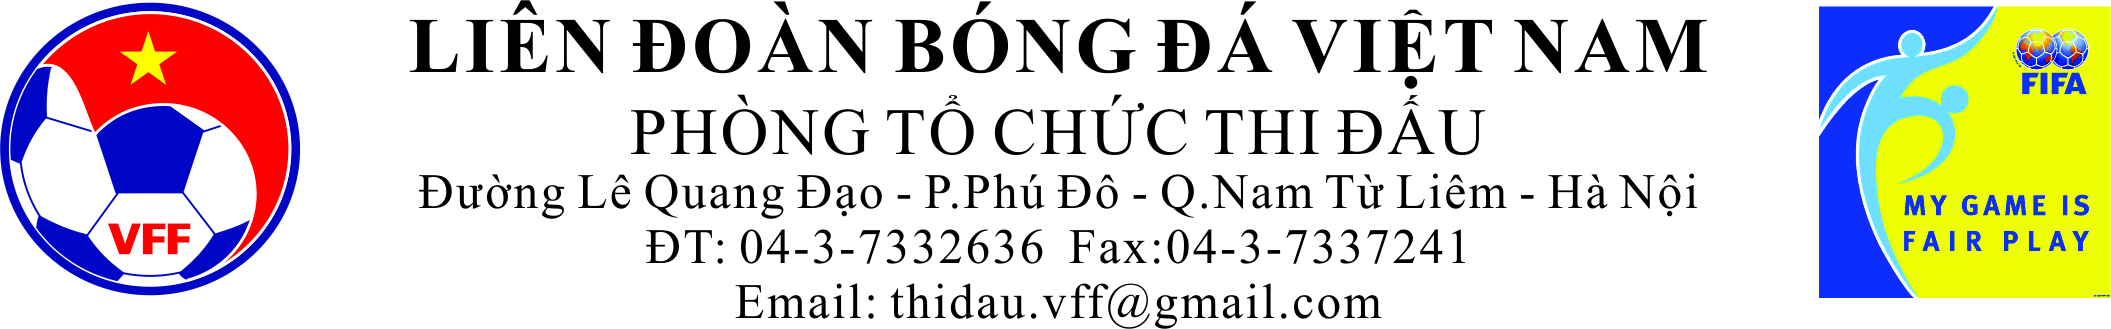 LIÊN ĐOÀN BÓNG ĐÁ VIỆT NAM
PHÒNG TỔ CHỨC THI ĐẤU
Đường Lê Quang Đạo - P.Phú Đô - Q.Nam Từ Liêm - Hà Nội
ĐT: 04-3-7332636 Fax:04-3-7337241
Email: thidau.vff@gmail.com
VFF
FIFA
MY GAME IS
FAIR PLAY